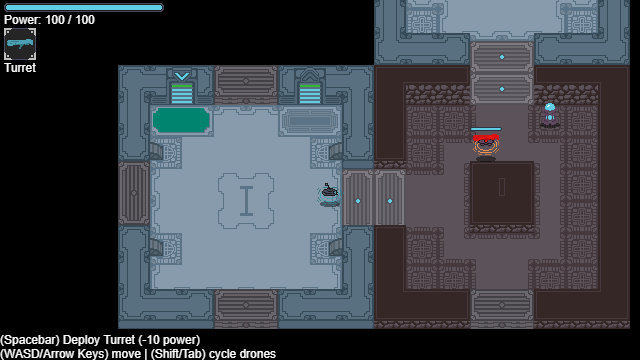 Power: 100 / 100
Turret
I
(Spacebar) Deploy Turret (-10 power)
(WASD/Arrow Keys) move | (Shift/Tab) cycle drones